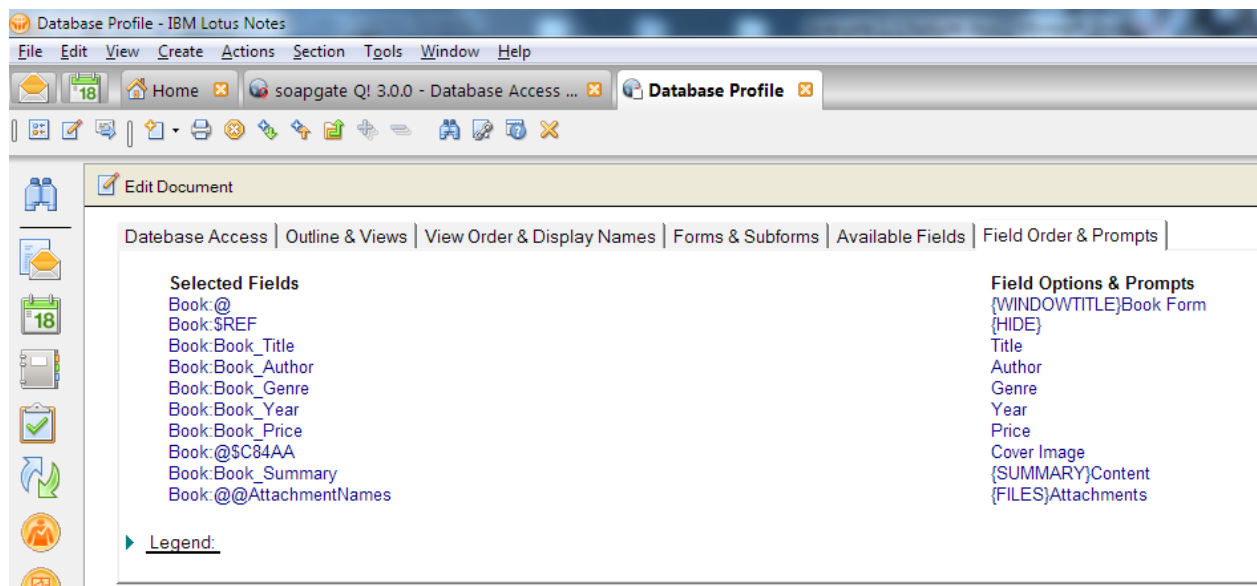 Database Profile - IBM Lotus Notes
File Edit View Create Actions Section Tools Window Help
18 Home soapgate Q! 3.0.0 - Database Access ... Database Profile
Edit Document
Datebase Access Outline & Views View Order & Display Names Forms & Subforms Available Fields Field Order & Prompts
Selected Fields Field Options & Prompts
Book:@ {WINDOWTITLE}Book Form
Book:$REF {HIDE}
18
Book:Book_Title Title
Book:Book_Author Author
Book:Book_Genre Genre
Book:Book_Year Year
Book:Book_Price Price
Book:@$C84AA Cover Image
Book:Book_Summary {SUMMARY}Content
Book:@@AttachmentNames {FILES}Attachments
Legend: